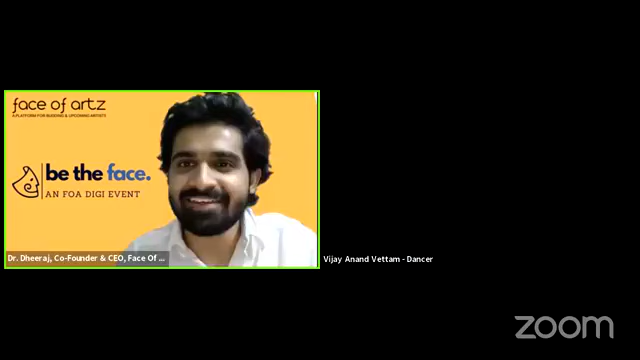 face of artz
A PLATFORM FOR BUDDING & UPCOMING ARTISTS
be the face.
AN FOA DIGI EVENT
Dr. Dheeraj, Co-Founder & CEO, Face Of ...
Vijay Anand Vettam - Dancer
zoom